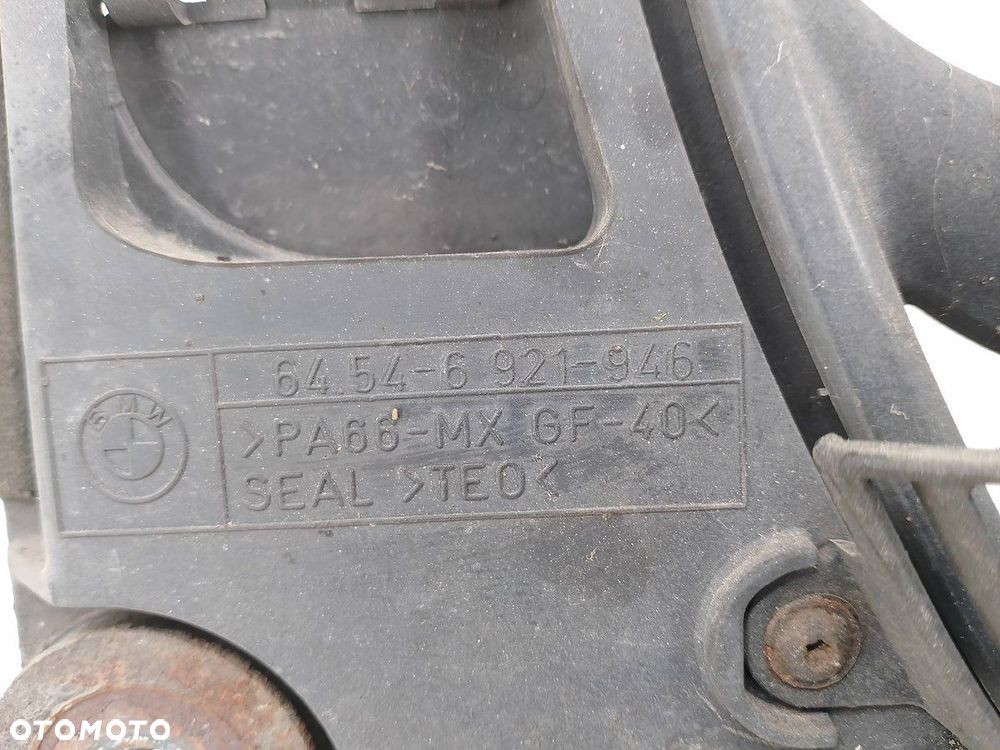 64.54-6 921-946
BMW
>PA66-MX GF-40<
SEAL >TEO<
OTOMOTO